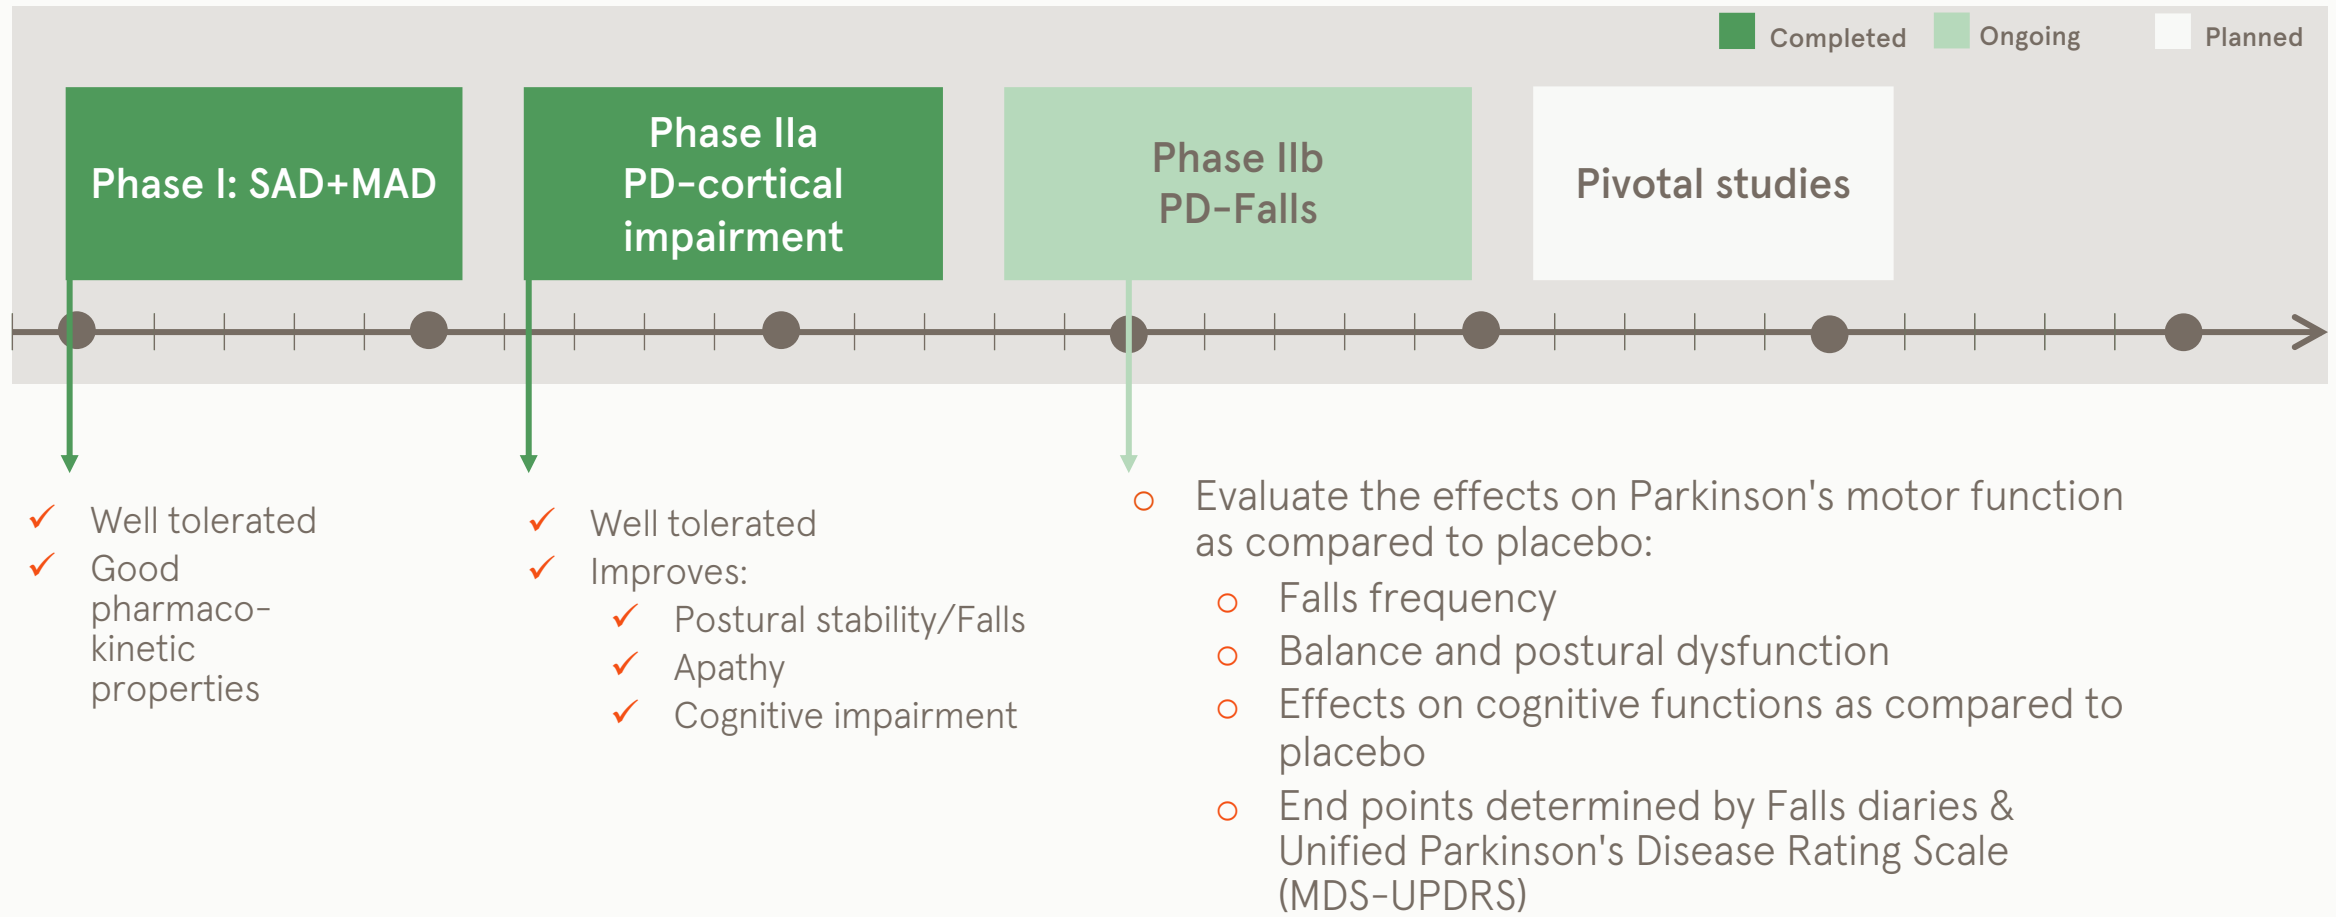 Completed
Ongoing
Planned
Phase I: SAD+MAD
Phase IIa
PD-cortical
impairment
Phase IIb
PD-Falls
Pivotal studies
Well tolerated
Good
pharmaco-
kinetic
properties
Well tolerated
Improves:
Postural stability/Falls
Apathy
Cognitive impairment
Evaluate the effects on Parkinson's motor function
as compared to placebo:
Falls frequency
Balance and postural dysfunction
Effects on cognitive functions as compared to
placebo
End points determined by Falls diaries &
Unified Parkinson's Disease Rating Scale
(MDS-UPDRS)